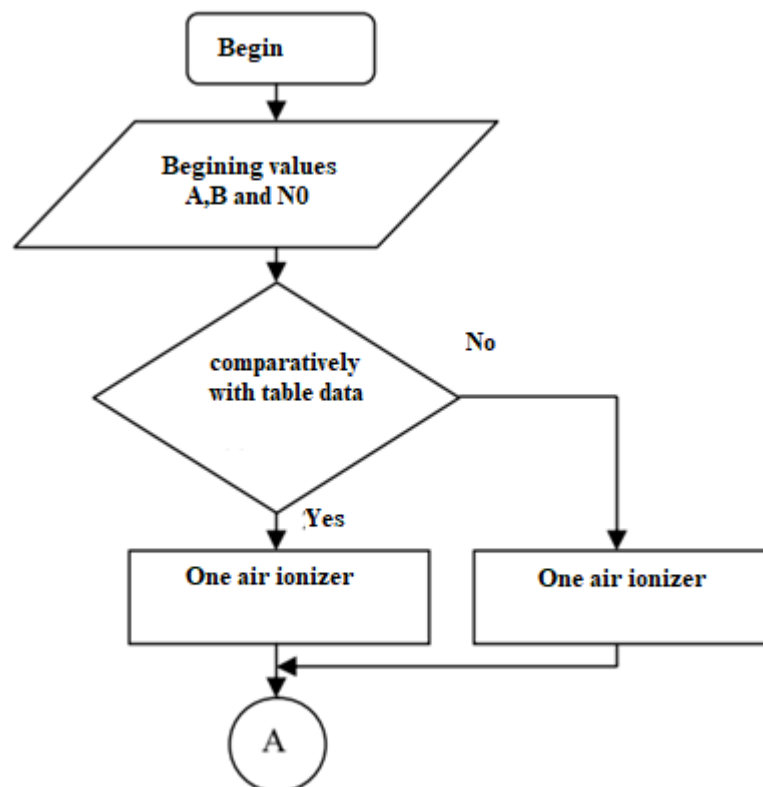 Begin
Begining values
A,B and N0
comparatively
with table data
No
Yes
One air ionizer
One air ionizer
A